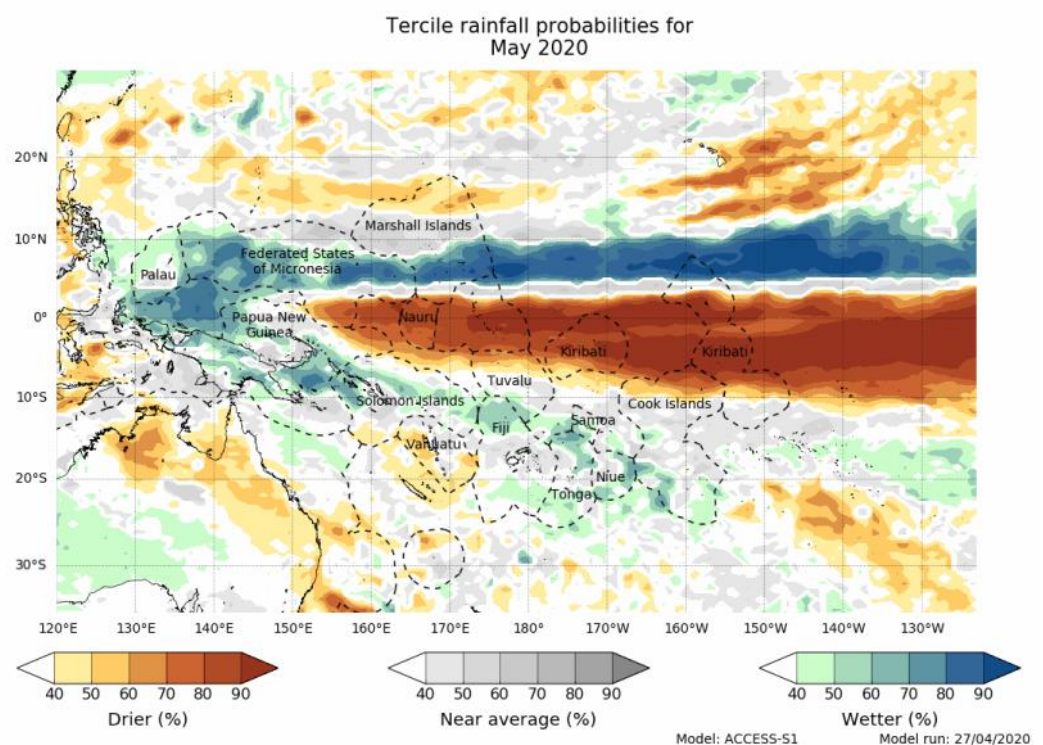 Tercile rainfall probabilities for
May 2020
20°N
10°N
0°
10°S
20°S
30°S
Marshall Islands
Federated States
of Micronesia
Palau
Papua New
Guinea
Nauru
Kiribati
Kiribati
Tuvalu
Solomon Islands
Cook Islands
Samoa
Fiji
Vanuatu
Niue
Tonga
120°E 130°E 140°E 150°E 160°E 170°E 180° 170°W 160°W 150°W 140°W 130°W
40 50 60 70 80 90
Drier (%)
40 50 60 70 80 90
Near average (%)
40 50 60 70 80 90
Wetter (%)
Model: ACCESS-S1
Model run: 27/04/2020